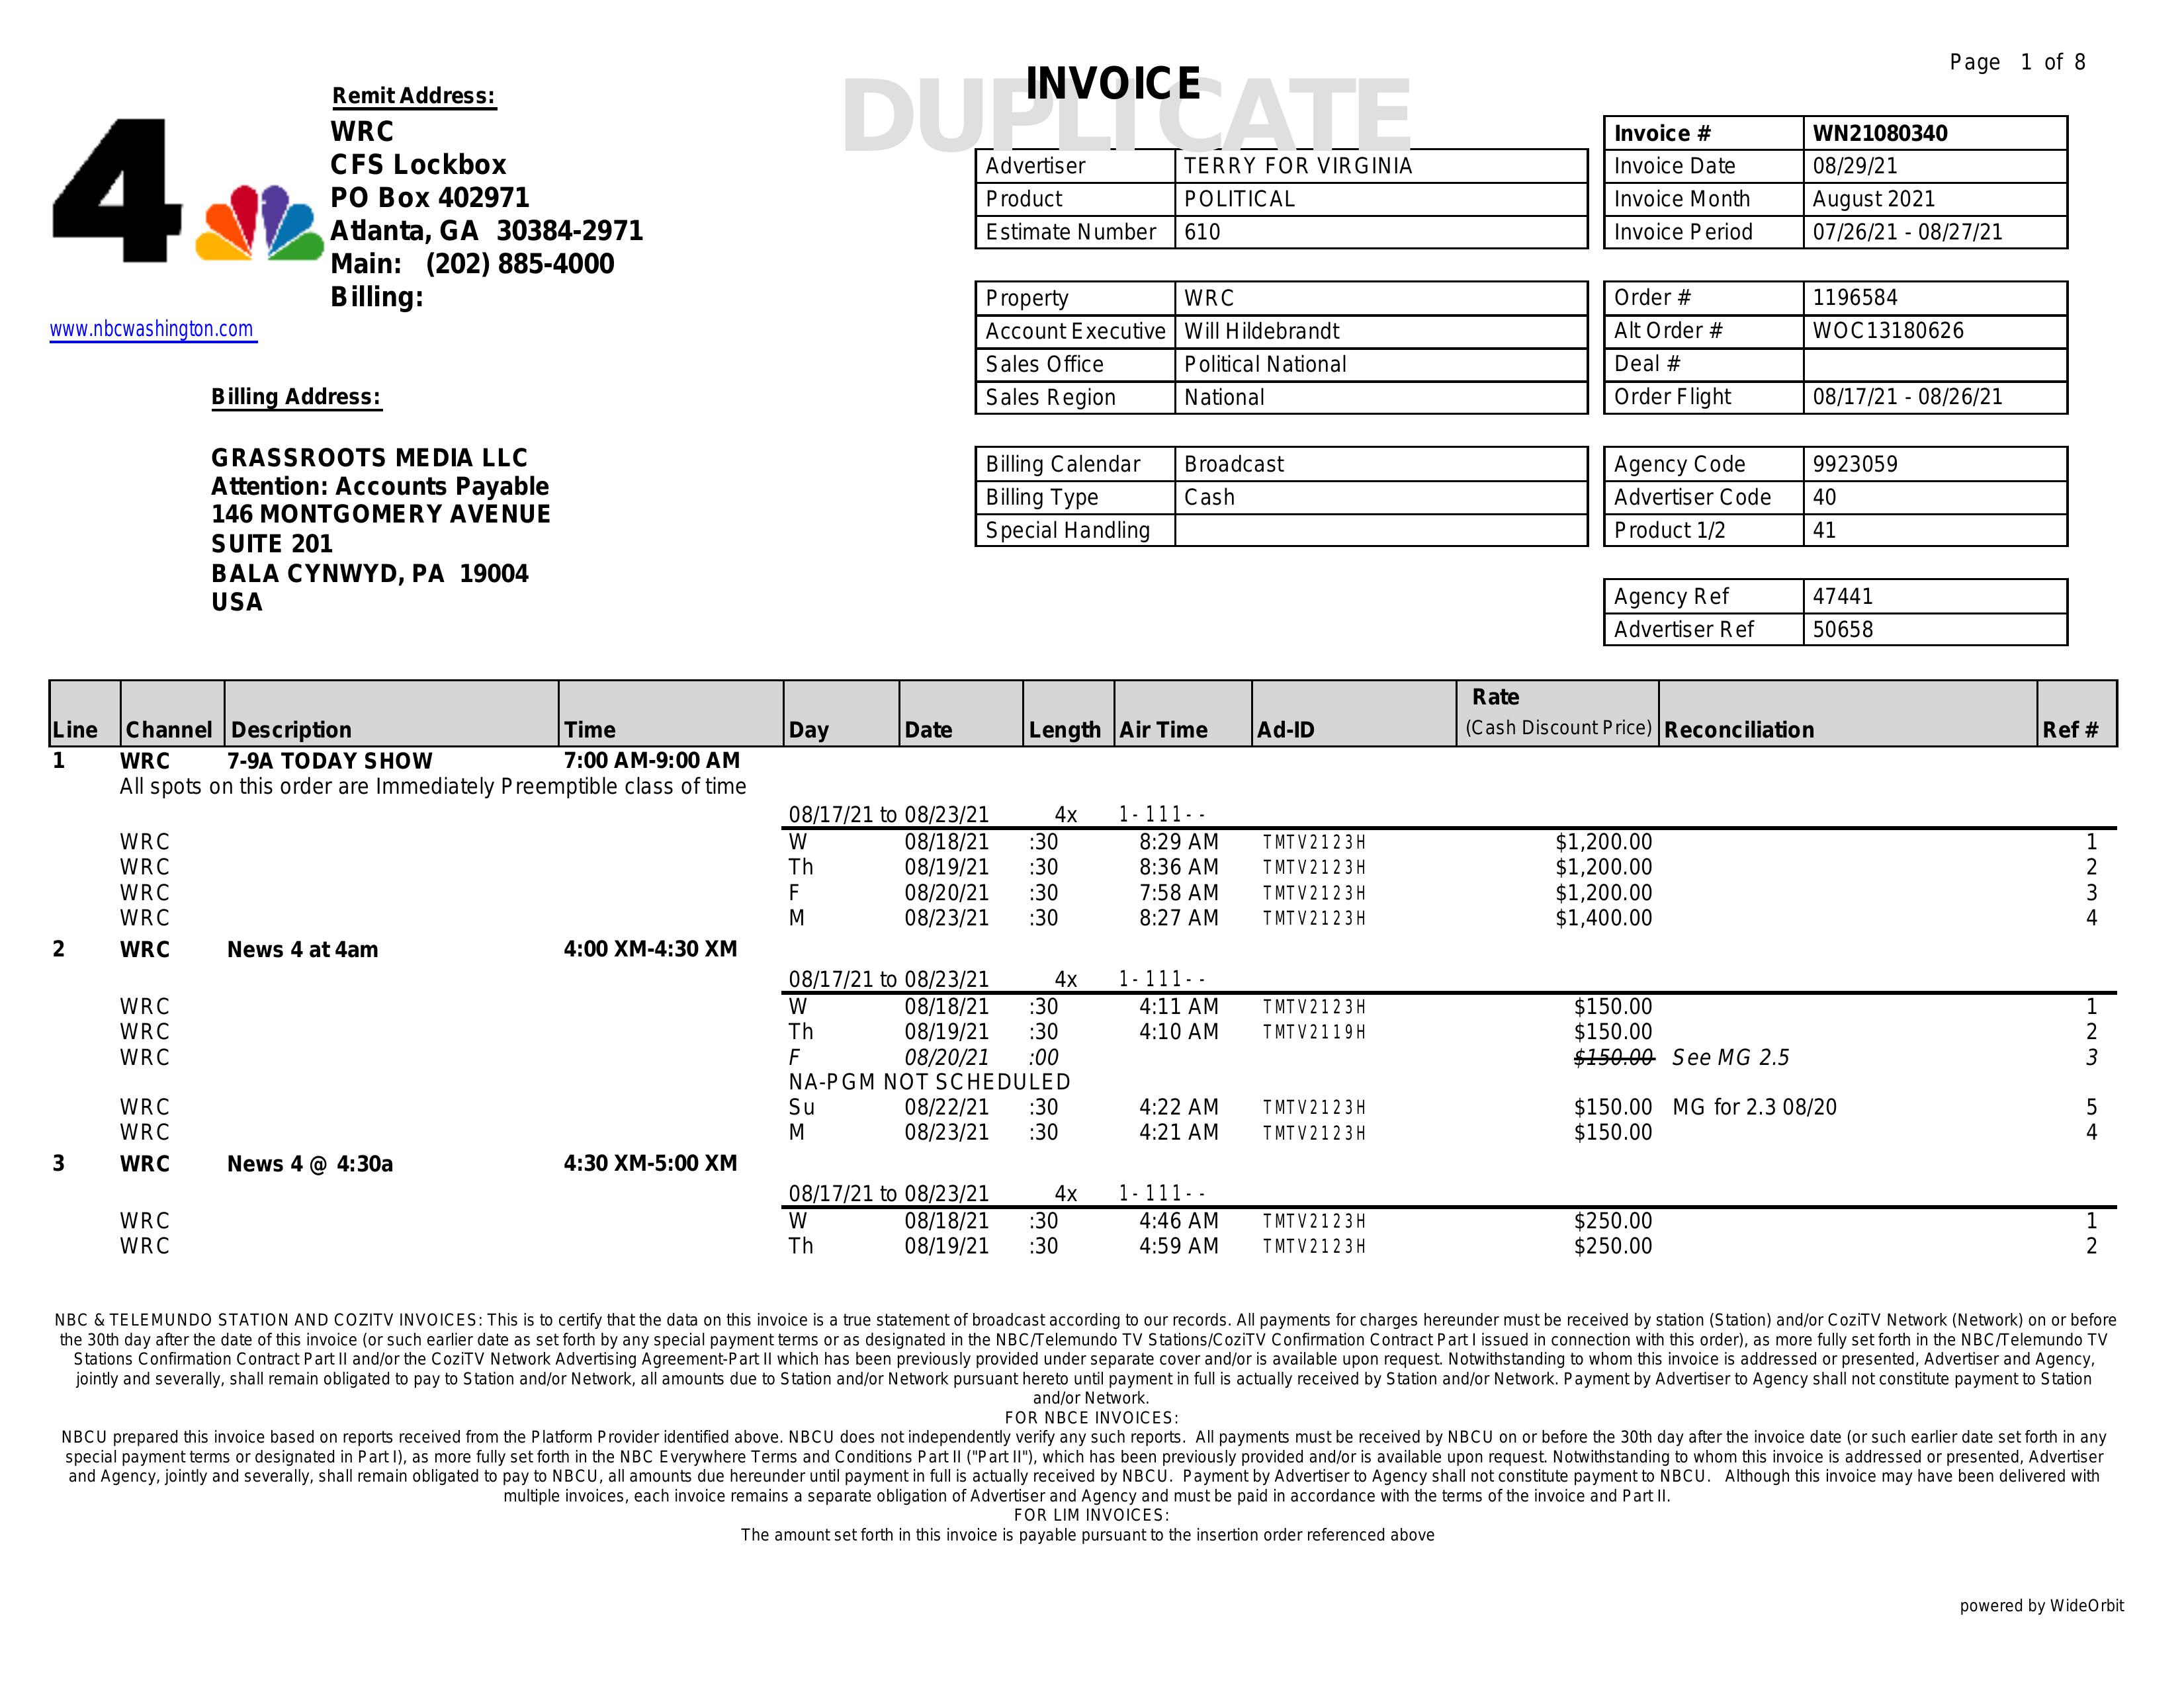 Page 1 of 8
INVOICE
DUPLICATE
4
Remit Address:
WRC
CFS Lockbox
PO Box 402971
Atlanta, GA 30384-2971
Main: (202) 885-4000
Billing:
www.nbcwashington.com
Billing Address:
GRASSROOTS MEDIA LLC
Attention: Accounts Payable
146 MONTGOMERY AVENUE
SUITE 201
BALA CYNWYD, PA 19004
USA
Advertiser TERRY FOR VIRGINIA
Product POLITICAL
Estimate Number 610
Property WRC
Account Executive Will Hildebrandt
Sales Office Political National
Sales Region National
Billing Calendar Broadcast
Billing Type Cash
Special Handling
Invoice # WN21080340
Invoice Date 08/29/21
Invoice Month August 2021
Invoice Period 07/26/21 - 08/27/21
Order # 1196584
Alt Order # WOC13180626
Deal #
Order Flight 08/17/21 - 08/26/21
Agency Code 9923059
Advertiser Code 40
Product 1/2 41
Agency Ref 47441
Advertiser Ref 50658
Line Channel Description Time Day Date Length Air Time Ad-ID Rate (Cash Discount Price) Reconciliation Ref #
1 WRC 7-9A TODAY SHOW 7:00 AM-9:00 AM
All spots on this order are Immediately Preemptible class of time
08/17/21 to 08/23/21 4x 1-111--
WRC W 08/18/21 :30 8:29 AM TMTV2123H $1,200.00 1
WRC Th 08/19/21 :30 8:36 AM TMTV2123H $1,200.00 2
WRC F 08/20/21 :30 7:58 AM TMTV2123H $1,200.00 3
WRC M 08/23/21 :30 8:27 AM TMTV2123H $1,400.00 4
2 WRC News 4 at 4am 4:00 XM-4:30 XM
08/17/21 to 08/23/21 4x 1-111--
WRC W 08/18/21 :30 4:11 AM TMTV2123H $150.00 1
WRC Th 08/19/21 :30 4:10 AM TMTV2119H $150.00 2
WRC F 08/20/21 :00 $150.00 See MG 2.5 3
NA-PGM NOT SCHEDULED
WRC Su 08/22/21 :30 4:22 AM TMTV2123H $150.00 MG for 2.3 08/20 5
WRC M 08/23/21 :30 4:21 AM TMTV2123H $150.00 4
3 WRC News 4 @ 4:30a 4:30 XM-5:00 XM
08/17/21 to 08/23/21 4x 1-111--
WRC W 08/18/21 :30 4:46 AM TMTV2123H $250.00 1
WRC Th 08/19/21 :30 4:59 AM TMTV2123H $250.00 2
NBC & TELEMUNDO STATION AND COZITV INVOICES: This is to certify that the data on this invoice is a true statement of broadcast according to our records. All payments for charges hereunder must be received by station (Station) and/or CoziTV Network (Network) on or before
the 30th day after the date of this invoice (or such earlier date as set forth by any special payment terms or as designated in the NBC/Telemundo TV Stations/CoziTV Confirmation Contract Part I issued in connection with this order), as more fully set forth in the NBC/Telemundo TV
Stations Confirmation Contract Part II and/or the CoziTV Network Advertising Agreement-Part II which has been previously provided under separate cover and/or is available upon request. Notwithstanding to whom this invoice is addressed or presented, Advertiser and Agency,
jointly and severally, shall remain obligated to pay to Station and/or Network, all amounts due to Station and/or Network pursuant hereto until payment in full is actually received by Station and/or Network. Payment by Advertiser to Agency shall not constitute payment to Station
and/or Network.
FOR NBCE INVOICES:
NBCU prepared this invoice based on reports received from the Platform Provider identified above. NBCU does not independently verify any such reports. All payments must be received by NBCU on or before the 30th day after the invoice date (or such earlier date set forth in any
special payment terms or designated in Part I), as more fully set forth in the NBC Everywhere Terms and Conditions Part II ("Part II"), which has been previously provided and/or is available upon request. Notwithstanding to whom this invoice is addressed or presented, Advertiser
and Agency, jointly and severally, shall remain obligated to pay to NBCU, all amounts due hereunder until payment in full is actually received by NBCU. Payment by Advertiser to Agency shall not constitute payment to NBCU. Although this invoice may have been delivered with
multiple invoices, each invoice remains a separate obligation of Advertiser and Agency and must be paid in accordance with the terms of the invoice and Part II.
FOR LIM INVOICES:
The amount set forth in this invoice is payable pursuant to the insertion order referenced above
powered by WideOrbit